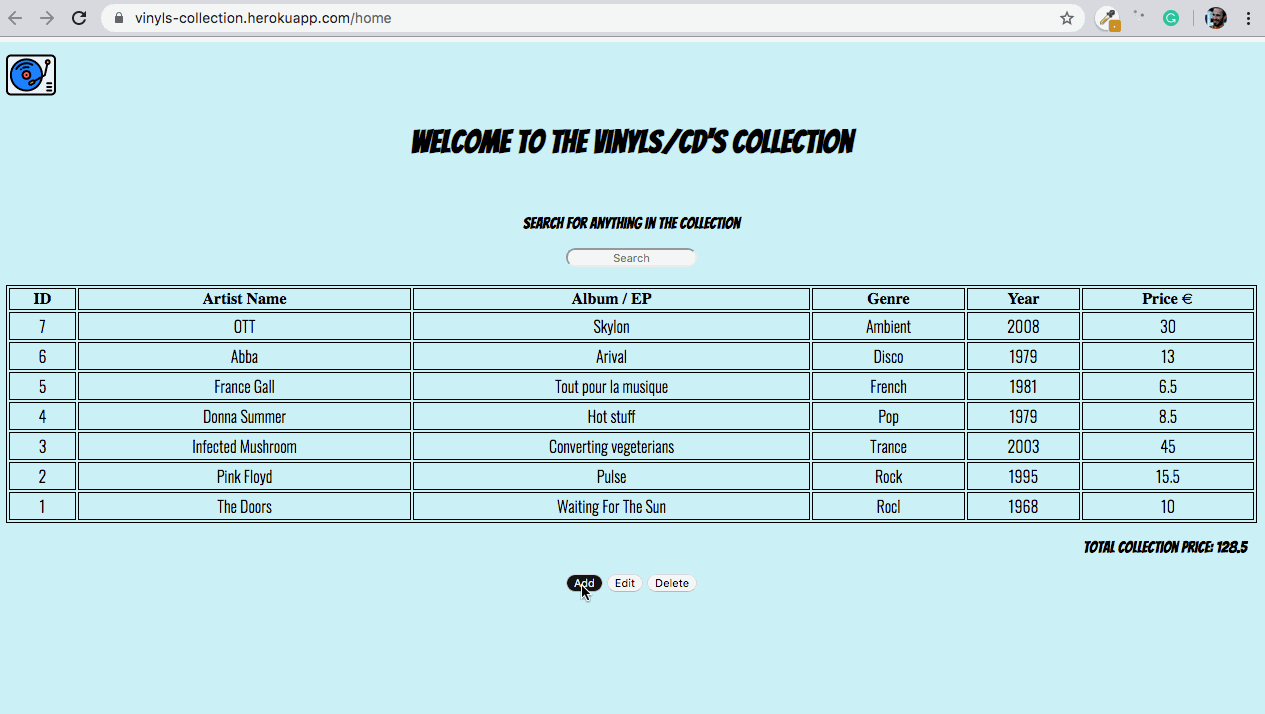 vinyls-collection.herokuapp.com/home
WELCOME TO THE VINYLS/CD'S COLLECTION
SEARCH FOR ANYTHING IN THE COLLECTION
Search
ID Artist Name Album / EP Genre Year Price €
7 OTT Skylon Ambient 2008 30
6 Abba Arival Disco 1979 13
5 France Gall Tout pour la musique French 1981 6.5
4 Donna Summer Hot stuff Pop 1979 8.5
3 Infected Mushroom Converting vegeterians Trance 2003 45
2 Pink Floyd Pulse Rock 1995 15.5
1 The Doors Waiting For The Sun Rocl 1968 10
TOTAL COLLECTION PRICE: 128.5
Add Edit Delete